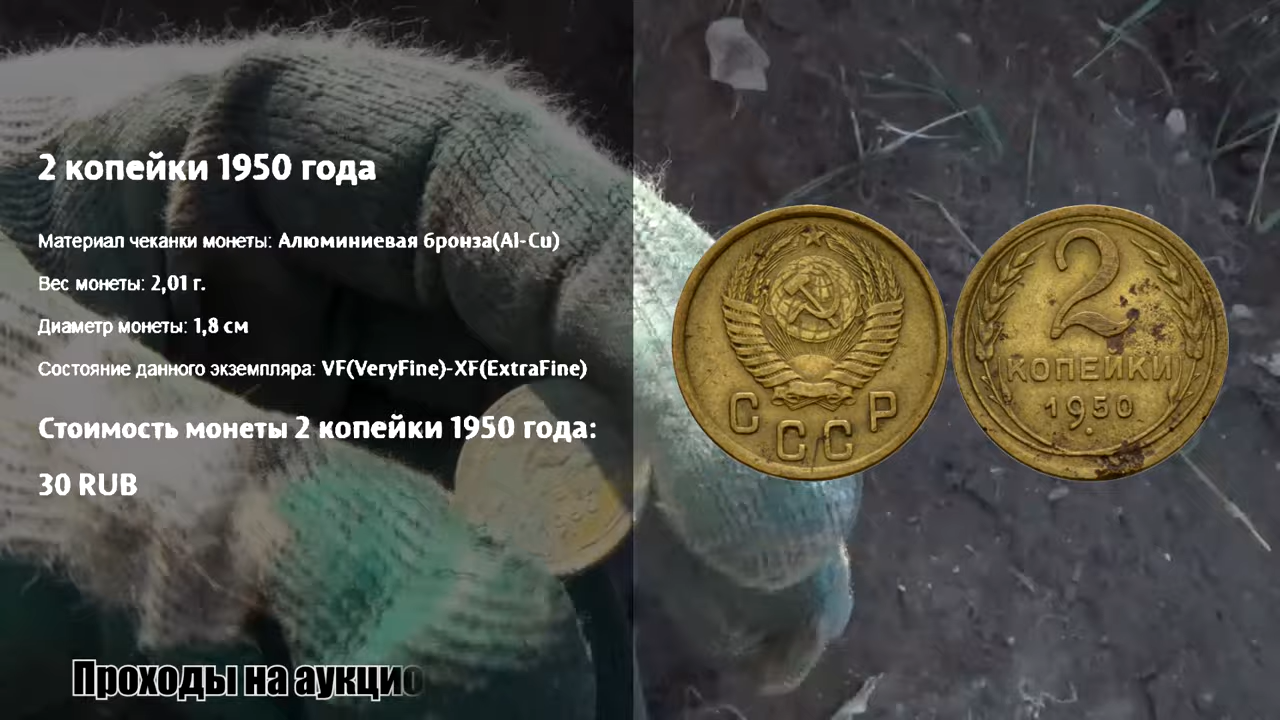 2 копейки 1950 года
Материал чеканки монеты: Алюминиевая бронза(Al-Cu)
Вес монеты: 2,01 г.
Диаметр монеты: 1,8 см
Состояние данного экземпляра: VF(VeryFine)-XF(ExtraFine)
Стоимость монеты 2 копейки 1950 года:
30 RUB
Проходы на аукцио
С С С Р
2
КОПЕЙКИ
1950